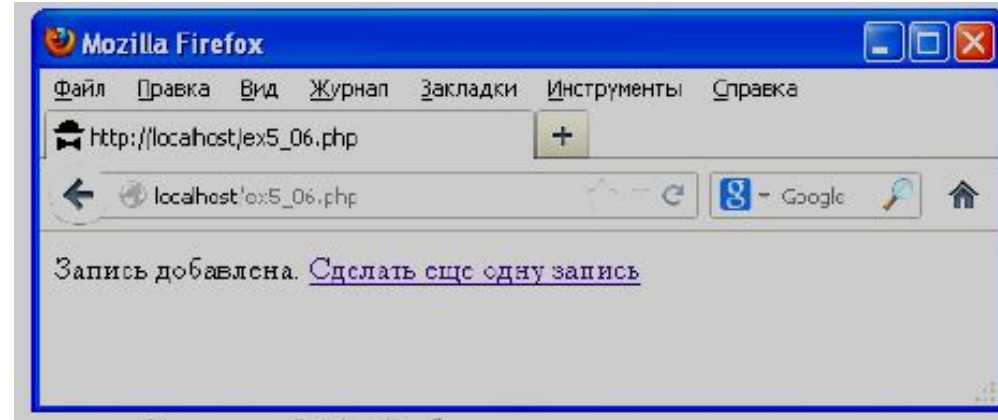 Mozilla Firefox
Файл Правка Вид Журнал Закладки Инструменты Справка
http://localhost/ex5_06.php +
localhost/ex5_06.php Google
Запись добавлена. Сделать еще одну запись